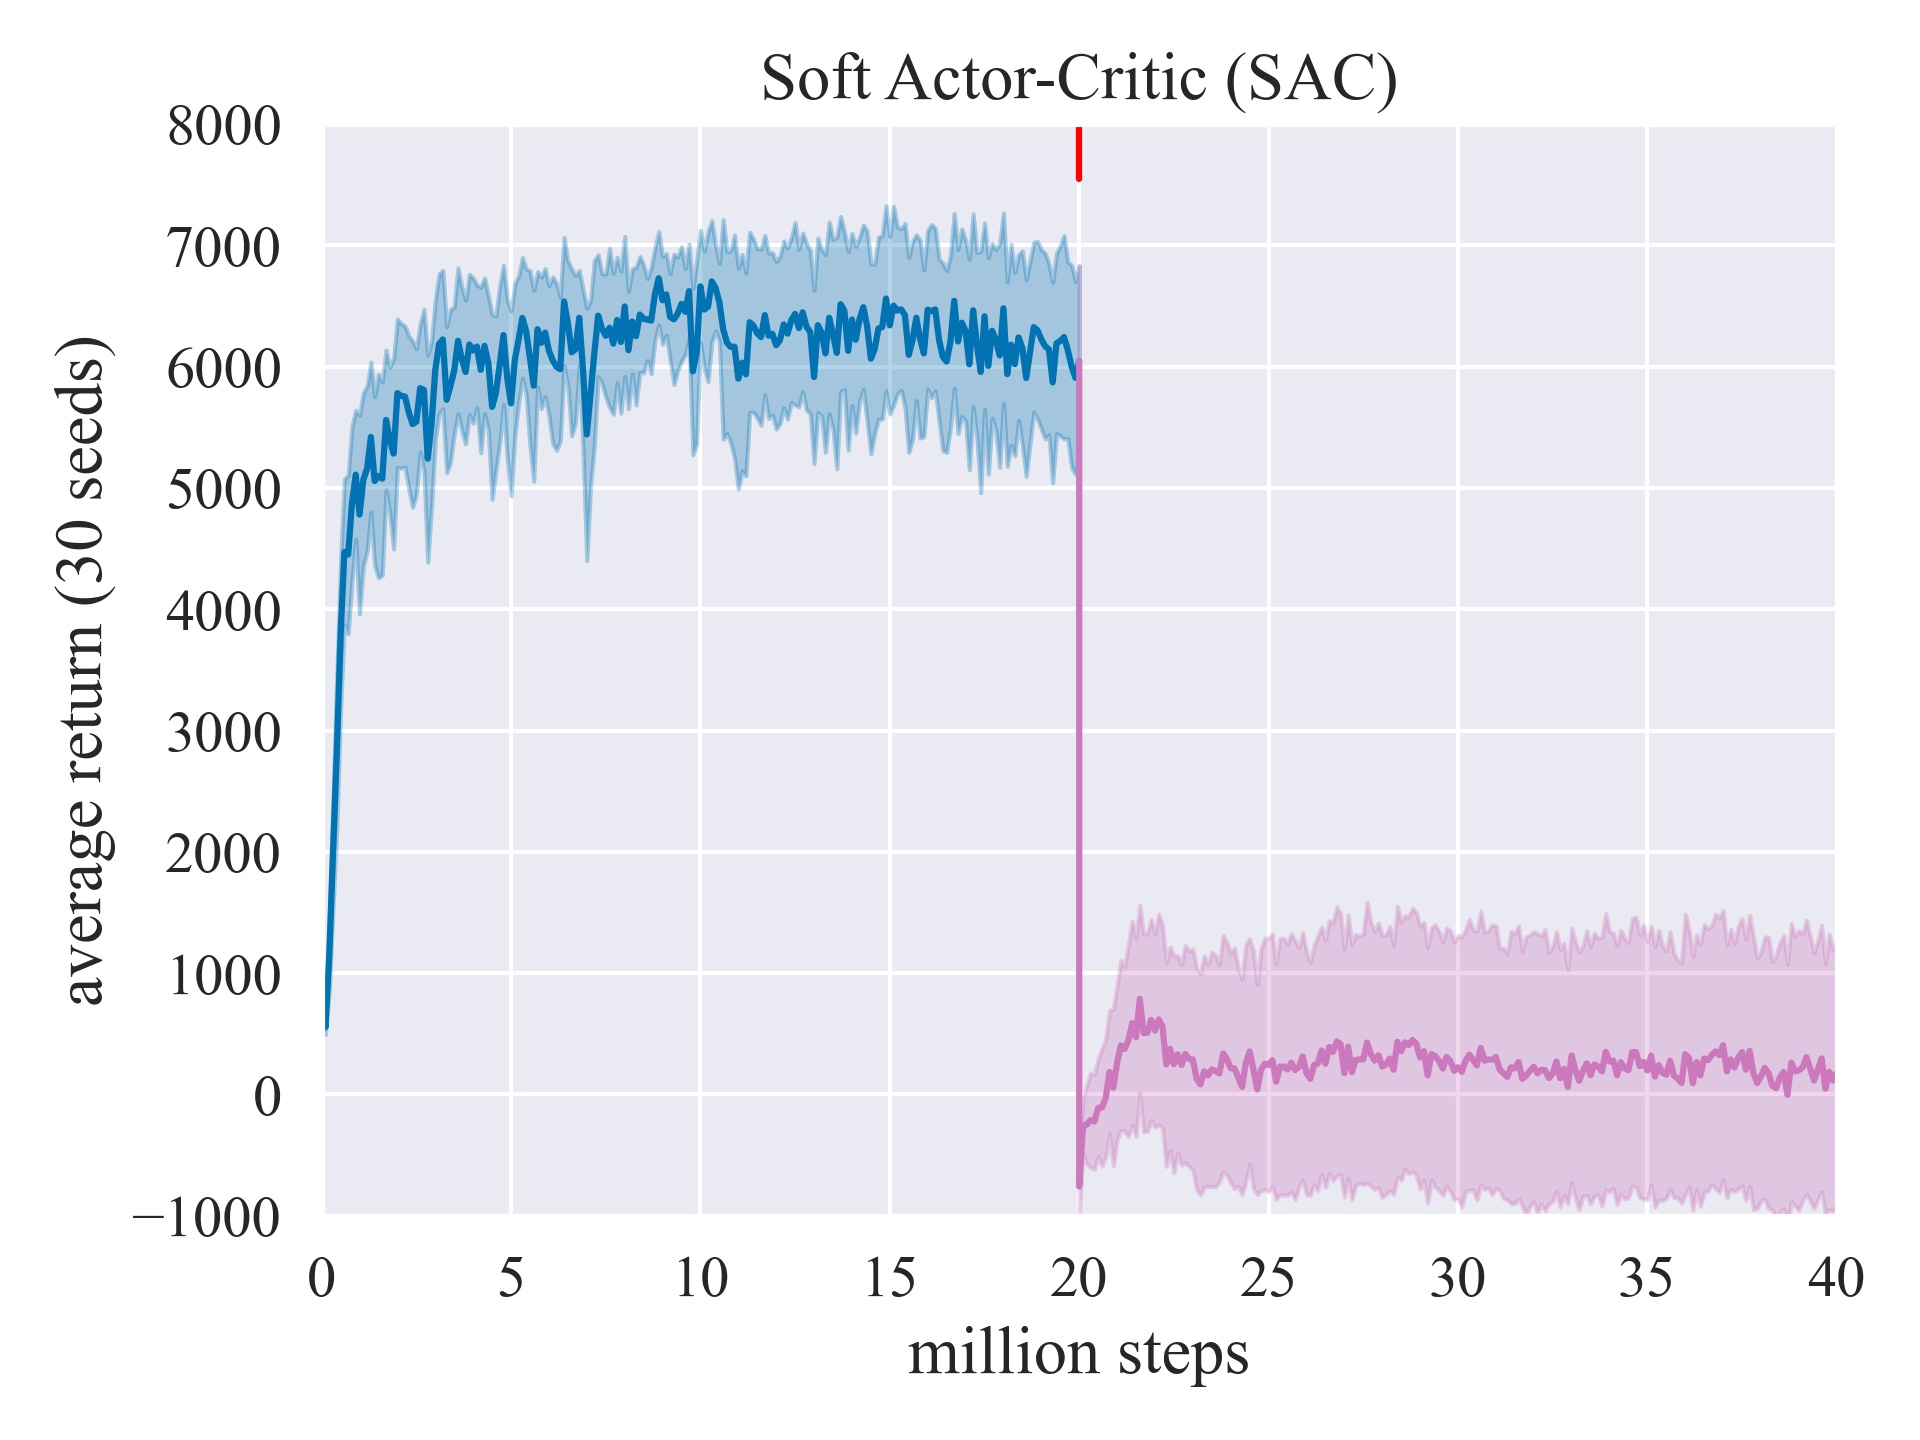 Soft Actor-Critic (SAC)
8000
7000
6000
5000
4000
3000
2000
1000
0
−1000
average return (30 seeds)
0 5 10 15 20 25 30 35 40
million steps